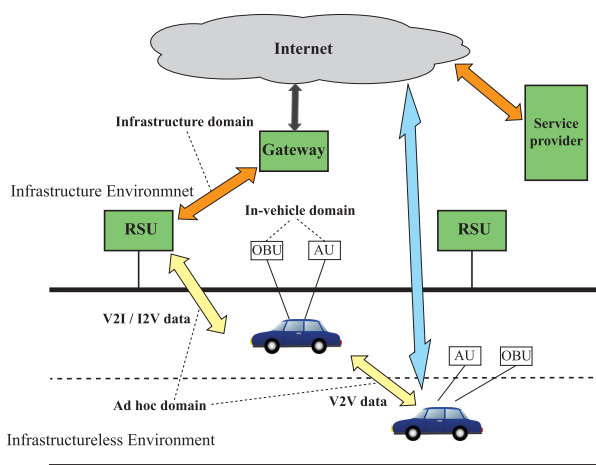 Internet
Infrastructure domain
Service
provider
Gateway
Infrastructure Environmnet
In-vehicle domain
RSU
OBU
AU
RSU
V2I / I2V data
AU
OBU
Ad hoc domain
V2V data
Infrastructureless Environment